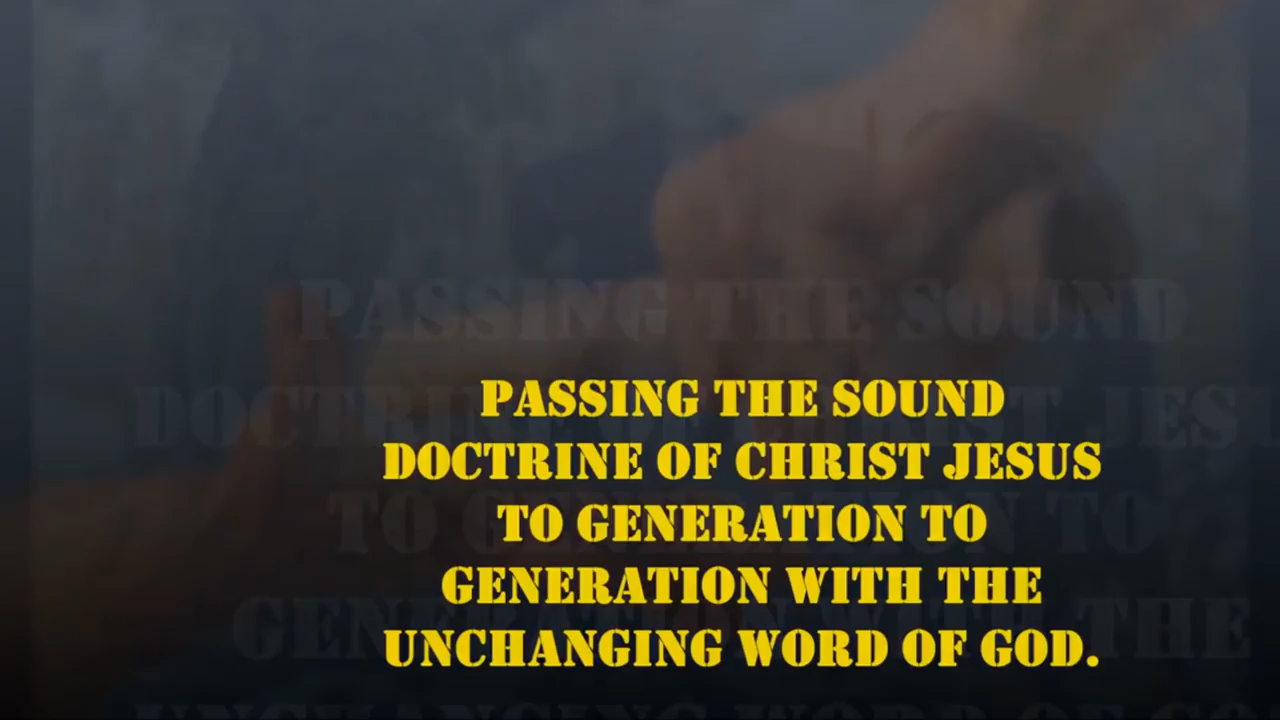 PASSING THE SOUND
DOCTRINE OF CHRIST JESUS
TO GENERATION TO
GENERATION WITH THE
UNCHANGING WORD OF GOD.